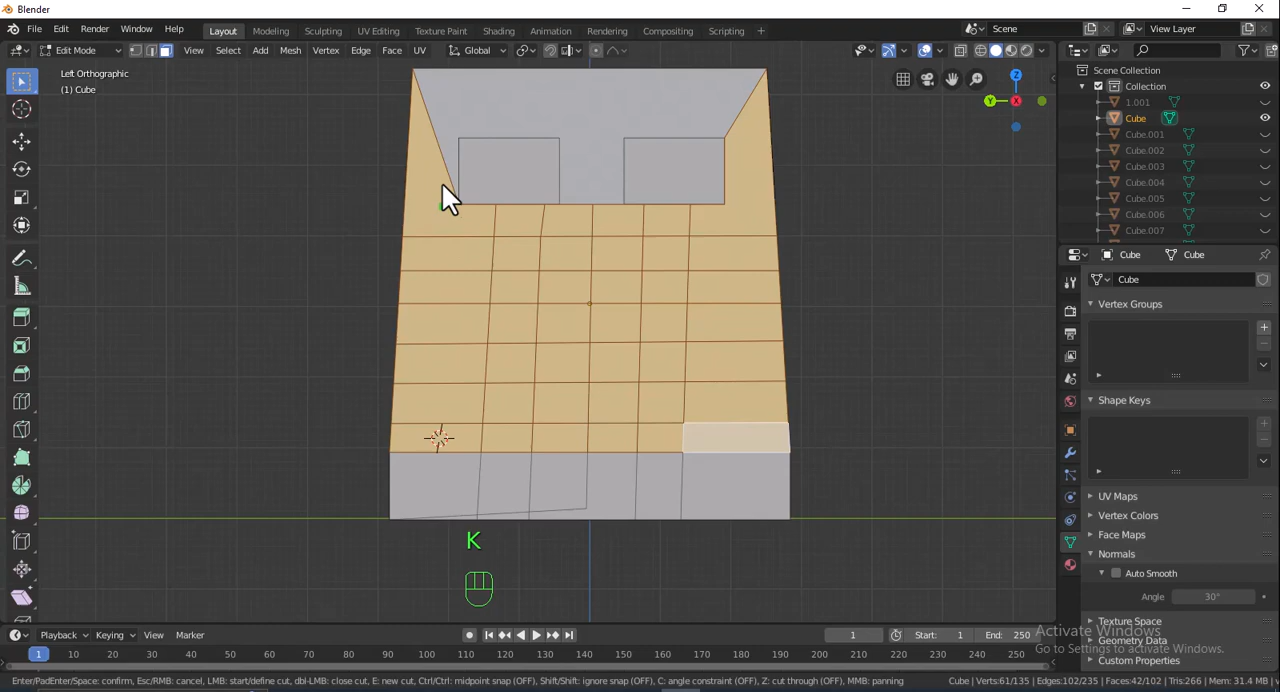 Blender
File Edit Render Window Help Layout Modeling Sculpting UV Editing Texture Paint Shading Animation Rendering Compositing Scripting + Scene View Layer
Edit Mode View Select Add Mesh Vertex Edge Face UV Global
Left Orthographic
(1) Cube
Z
Y X
Scene Collection
Collection
1.001
Cube
Cube.001
Cube.002
Cube.003
Cube.004
Cube.005
Cube.006
Cube.007
Cube Cube
Cube
Vertex Groups
Shape Keys
UV Maps
Vertex Colors
Face Maps
Normals
Auto Smooth
Angle 30°
Texture Space
Geometry Data
Custom Properties
K
Activate Windows
Go to Settings to activate Windows.
Playback Keying View Marker 1 Start: 1 End: 250
1 10 20 30 40 50 60 70 80 90 100 110 120 130 140 150 160 170 180 190 200 210 220 230 240 250
Enter/PadEnter/Space: confirm, Esc/RMB: cancel, LMB: start/define cut, dbl-LMB: close cut, E: new cut, Ctrl/Ctrl: midpoint snap (OFF), Shift/Shift: ignore snap (OFF), C: angle constraint (OFF), Z: cut through (OFF), MMB: panning
Cube | Verts:61/135 | Edges:102/235 | Faces:42/102 | Tris:266 | Mem: 31.4 MB | v